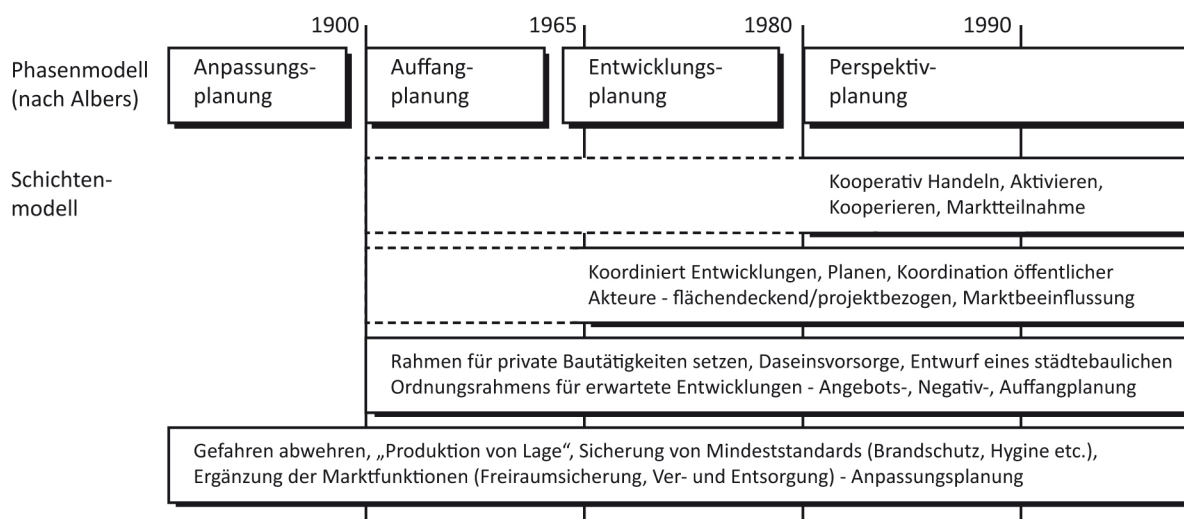 1900
1965
1980
1990
Phasenmodell
(nach Albers)
Anpassungs-
planung
Auffang-
planung
Entwicklungs-
planung
Perspektiv-
planung
Schichten-
modell
Kooperativ Handeln, Aktivieren,
Kooperieren, Marktteilnahme
Koordiniert Entwicklungen, Planen, Koordination öffentlicher
Akteure - flächendeckend/projektbezogen, Marktbeeinflussung
Rahmen für private Bautätigkeiten setzen, Daseinsvorsorge, Entwurf eines städtebaulichen
Ordnungsrahmens für erwartete Entwicklungen - Angebots-, Negativ-, Auffangplanung
Gefahren abwehren, „Produktion von Lage“, Sicherung von Mindeststandards (Brandschutz, Hygine etc.),
Ergänzung der Marktfunktionen (Freiraumsicherung, Ver- und Entsorgung) - Anpassungsplanung